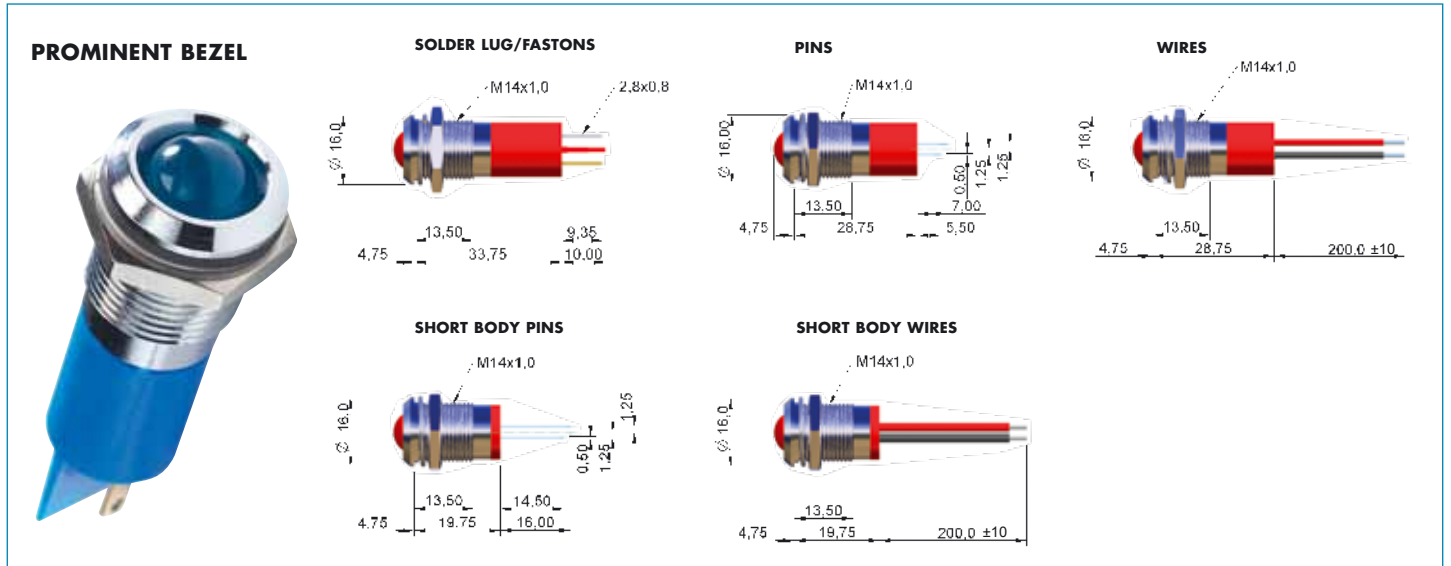 PROMINENT BEZEL
SOLDER LUG/FASTONS
M14x1,0
2,8x0,8
Ø 16,0
13,50
9,35
4,75
33,75
10,00
PINS
M14x1,0
Ø 16,00
0,50
1,25
1,25
13.50
7,00
4,75
28,75
5,50
WIRES
M14x1,0
Ø 16,0
13.50
4.75
28,75
200,0 ±10
SHORT BODY PINS
M14x1,0
Ø 16,0
1,25
0,50
1,25
13,50
14,50
4.75
19.75
16,00
SHORT BODY WIRES
M14x1,0
Ø 16,0
13,50
4,75
19,75
200,0 ±10